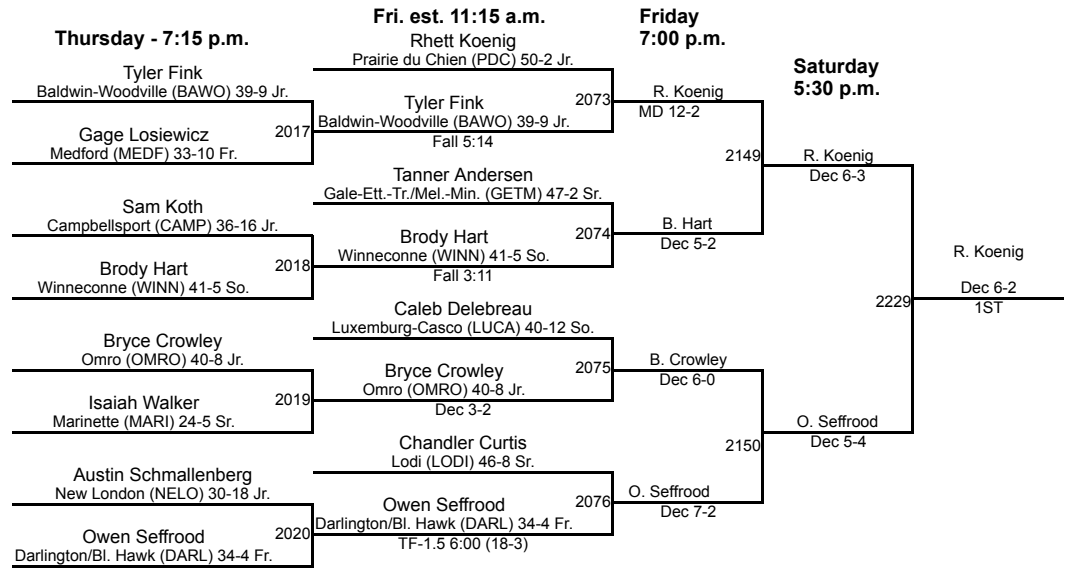 Thursday - 7:15 p.m.
Fri. est. 11:15 a.m.
Friday
7:00 p.m.
Saturday
5:30 p.m.
Tyler Fink
Baldwin-Woodville (BAWO) 39-9 Jr.
2017
Gage Losiewicz
Medford (MEDF) 33-10 Fr.
Sam Koth
Campbellsport (CAMP) 36-16 Jr.
2018
Brody Hart
Winneconne (WINN) 41-5 So.
Bryce Crowley
Omro (OMRO) 40-8 Jr.
2019
Isaiah Walker
Marinette (MARI) 24-5 Sr.
Austin Schmallenberg
New London (NELO) 30-18 Jr.
2020
Owen Seffrood
Darlington/Bl. Hawk (DARL) 34-4 Fr.
Rhett Koenig
Prairie du Chien (PDC) 50-2 Jr.
2073
Tyler Fink
Baldwin-Woodville (BAWO) 39-9 Jr.
Fall 5:14
Tanner Andersen
Gale-Ett.-Tr./Mel.-Min. (GETM) 47-2 Sr.
2074
Brody Hart
Winneconne (WINN) 41-5 So.
Fall 3:11
Caleb Delebreau
Luxemburg-Casco (LUCA) 40-12 So.
2075
Bryce Crowley
Omro (OMRO) 40-8 Jr.
Dec 3-2
Chandler Curtis
Lodi (LODI) 46-8 Sr.
2076
Owen Seffrood
Darlington/Bl. Hawk (DARL) 34-4 Fr.
TF-1.5 6:00 (18-3)
R. Koenig
MD 12-2
2149
B. Hart
Dec 5-2
B. Crowley
Dec 6-0
2150
O. Seffrood
Dec 7-2
R. Koenig
Dec 6-3
2229
O. Seffrood
Dec 5-4
R. Koenig
Dec 6-2
1ST